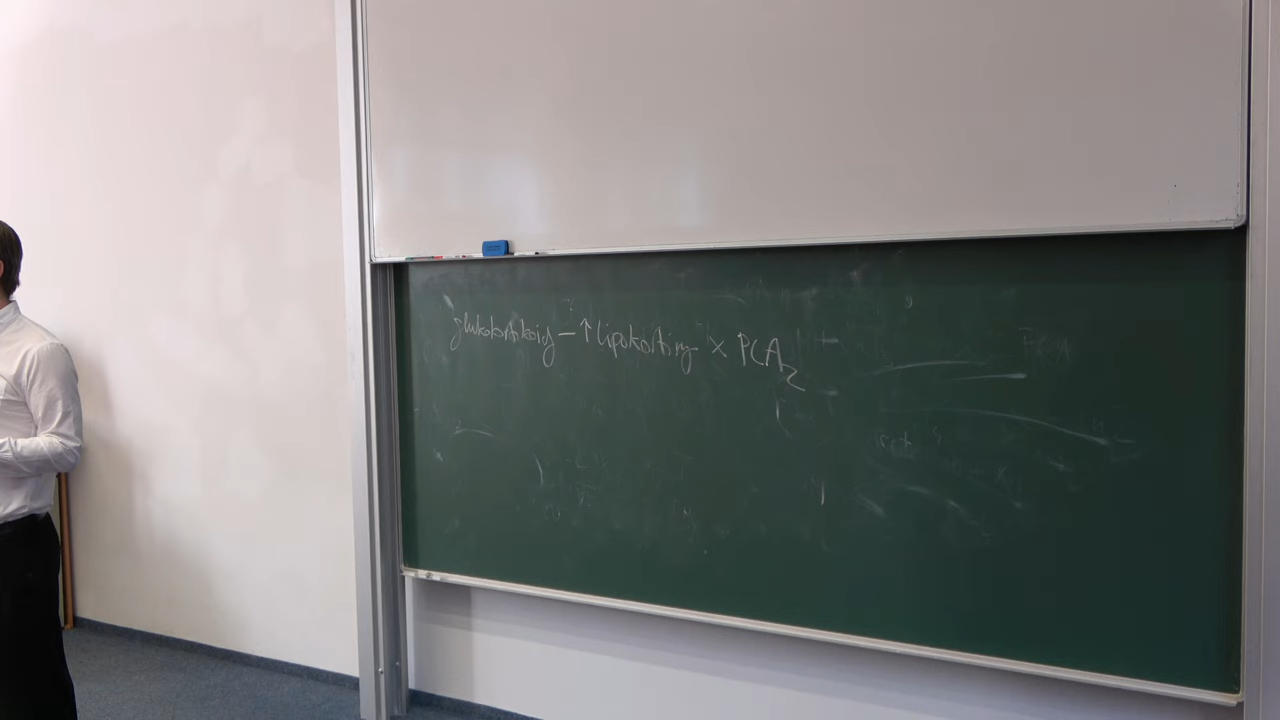 glukokortikoidy – ↑ lipokortiny × PLA₂